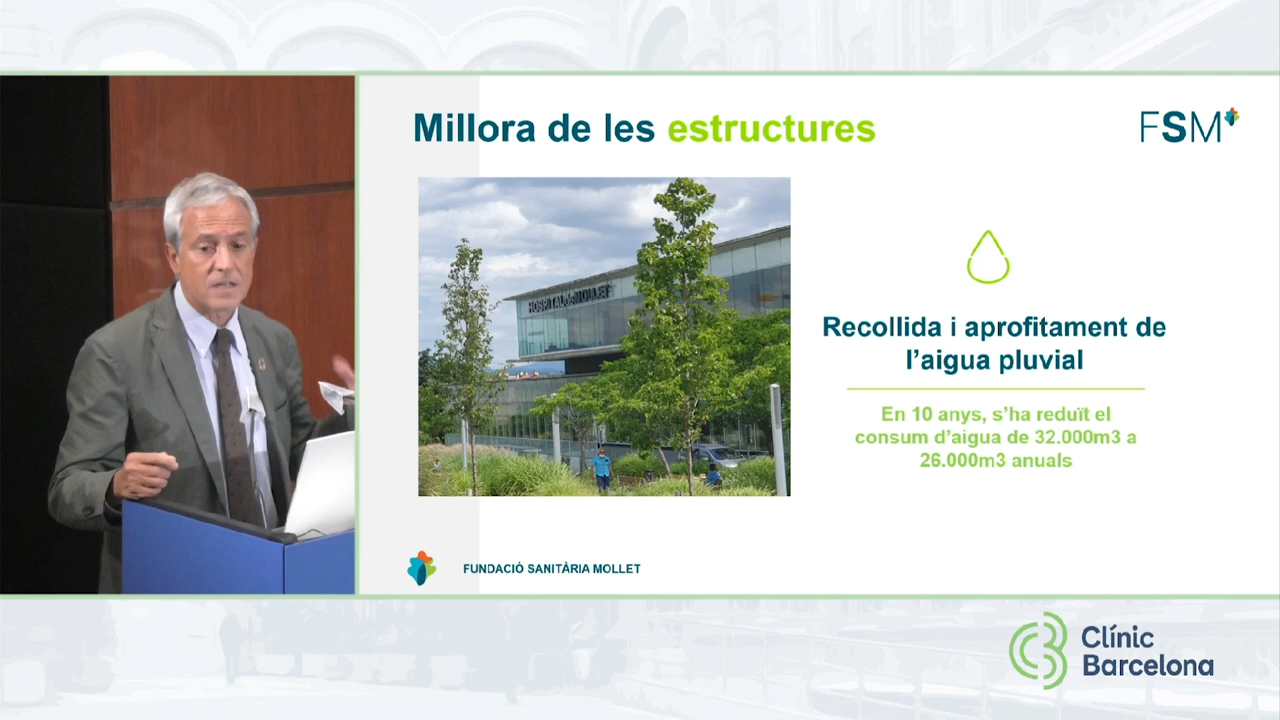 Millora de les estructures
FSM
HOSPITAL de MOLLET
Recollida i aprofitament de
l'aigua pluvial
En 10 anys, s'ha reduït el
consum d'aigua de 32.000m3 a
26.000m3 anuals
FUNDACIÓ SANITÀRIA MOLLET
Clínic
Barcelona